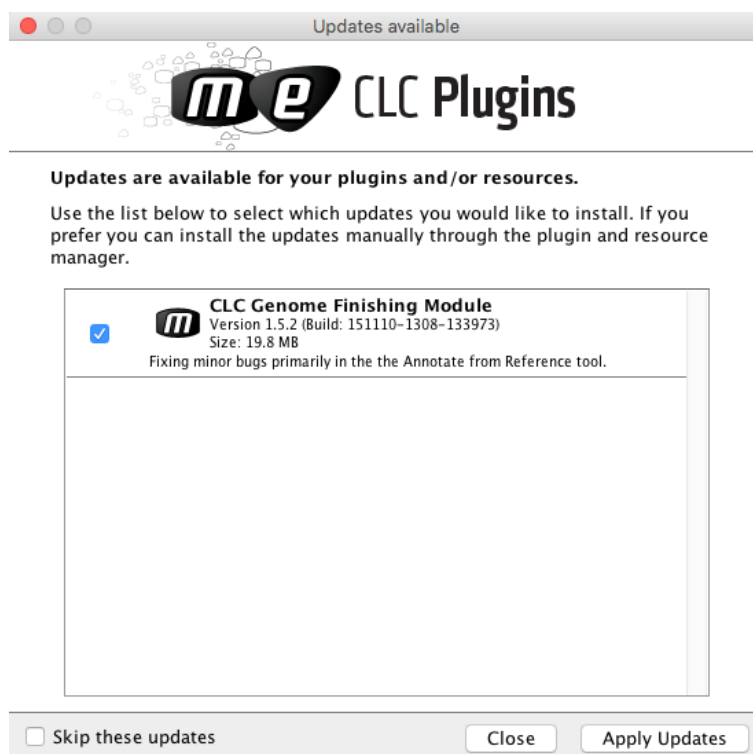 Updates available
me CLC Plugins
Updates are available for your plugins and/or resources.
Use the list below to select which updates you would like to install. If you
prefer you can install the updates manually through the plugin and resource
manager.
CLC Genome Finishing Module
m Version 1.5.2 (Build: 151110-1308-133973)
Size: 19.8 MB
Fixing minor bugs primarily in the the Annotate from Reference tool.
Skip these updates Close Apply Updates